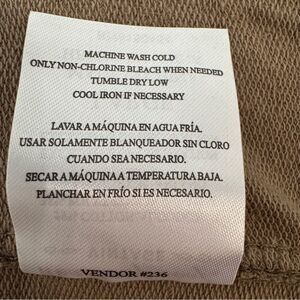 MACHINE WASH COLD
ONLY NON-CHLORINE BLEACH WHEN NEEDED
TUMBLE DRY LOW
COOL IRON IF NECESSARY
LAVAR A MÁQUINA EN AGUA FRÍA.
USAR SOLAMENTE BLANQUEADOR SIN CLORO
CUANDO SEA NECESARIO.
SECAR A MÁQUINA A TEMPERATURA BAJA.
PLANCHAR EN FRÍO SI ES NECESARIO.
VENDOR #236